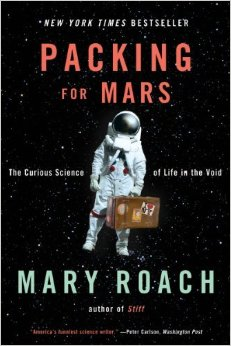 NEW YORK TIMES BESTSELLER
PACKING
FOR MARS
The Curious Science of Life in the Void
MARY ROACH
author of Stiff
"America's funniest science writer." —Peter Carlson, Washington Post